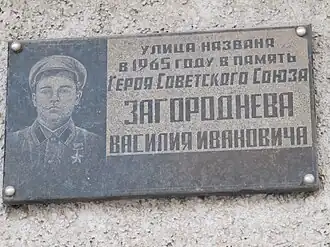 УЛИЦА НАЗВАНА
В 1965 ГОДУ В ПАМЯТЬ
ГЕРОЯ СОВЕТСКОГО СОЮЗА
ЗАГОРОДНЕВА
ВАСИЛИЯ ИВАНОВИЧА